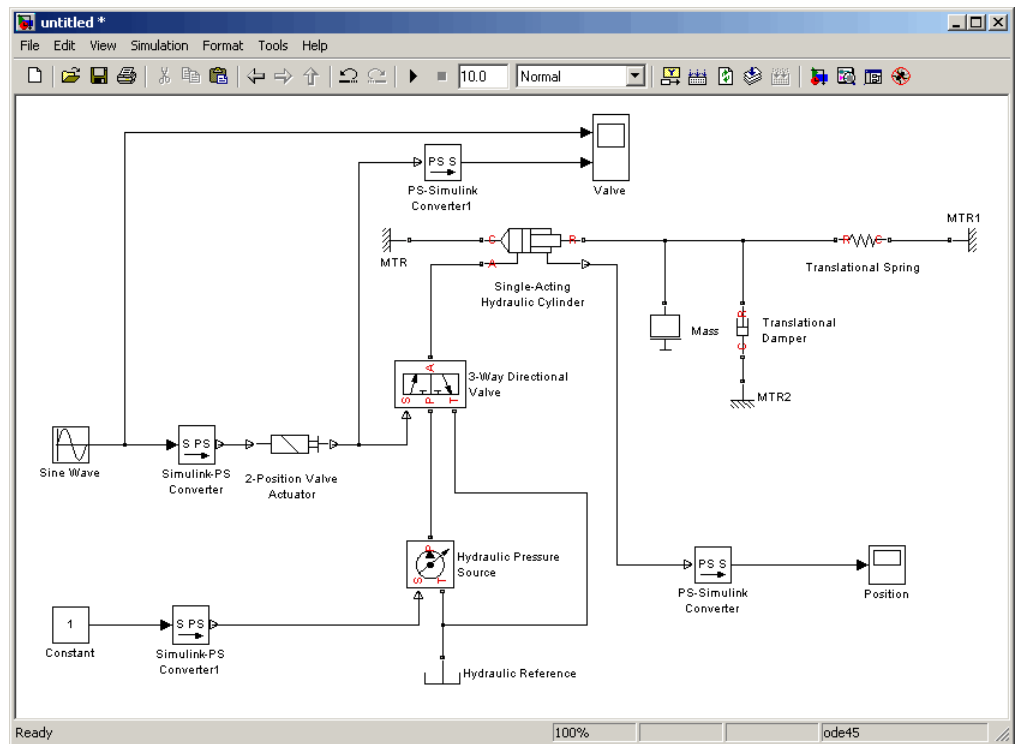 untitled *
File Edit View Simulation Format Tools Help
10.0 Normal
PS S
PS-Simulink
Converter1
Valve
MTR
C
R
A
Single-Acting
Hydraulic Cylinder
R
C
Translational Spring
MTR1
Mass
R
C
Translational
Damper
MTR2
A
S
P
T
3-Way Directional
Valve
Sine Wave
S PS
Simulink-PS
Converter
2-Position Valve
Actuator
P
S
T
Hydraulic Pressure
Source
PS S
PS-Simulink
Converter
Position
1
Constant
S PS
Simulink-PS
Converter1
Hydraulic Reference
Ready 100% ode45